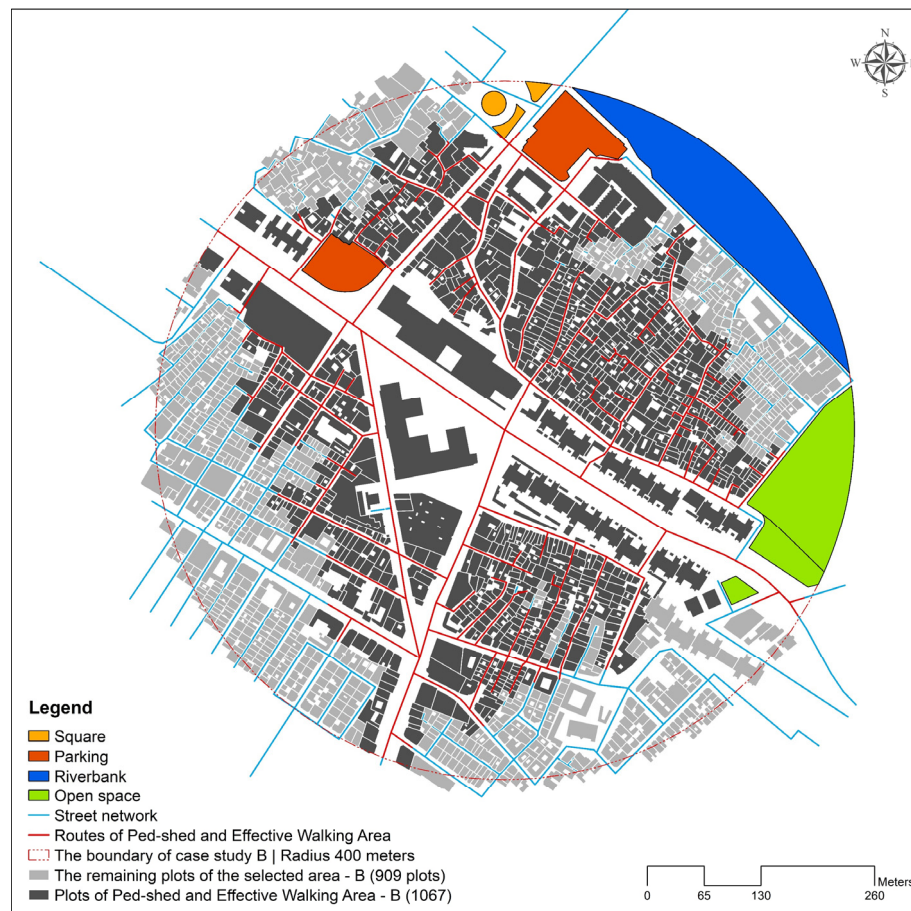 N
W
S
Legend
Square
Parking
Riverbank
Open space
Street network
Routes of Ped-shed and Effective Walking Area
The boundary of case study B | Radius 400 meters
The remaining plots of the selected area - B (909 plots)
Plots of Ped-shed and Effective Walking Area - B (1067)
Meters
0 65 130 260